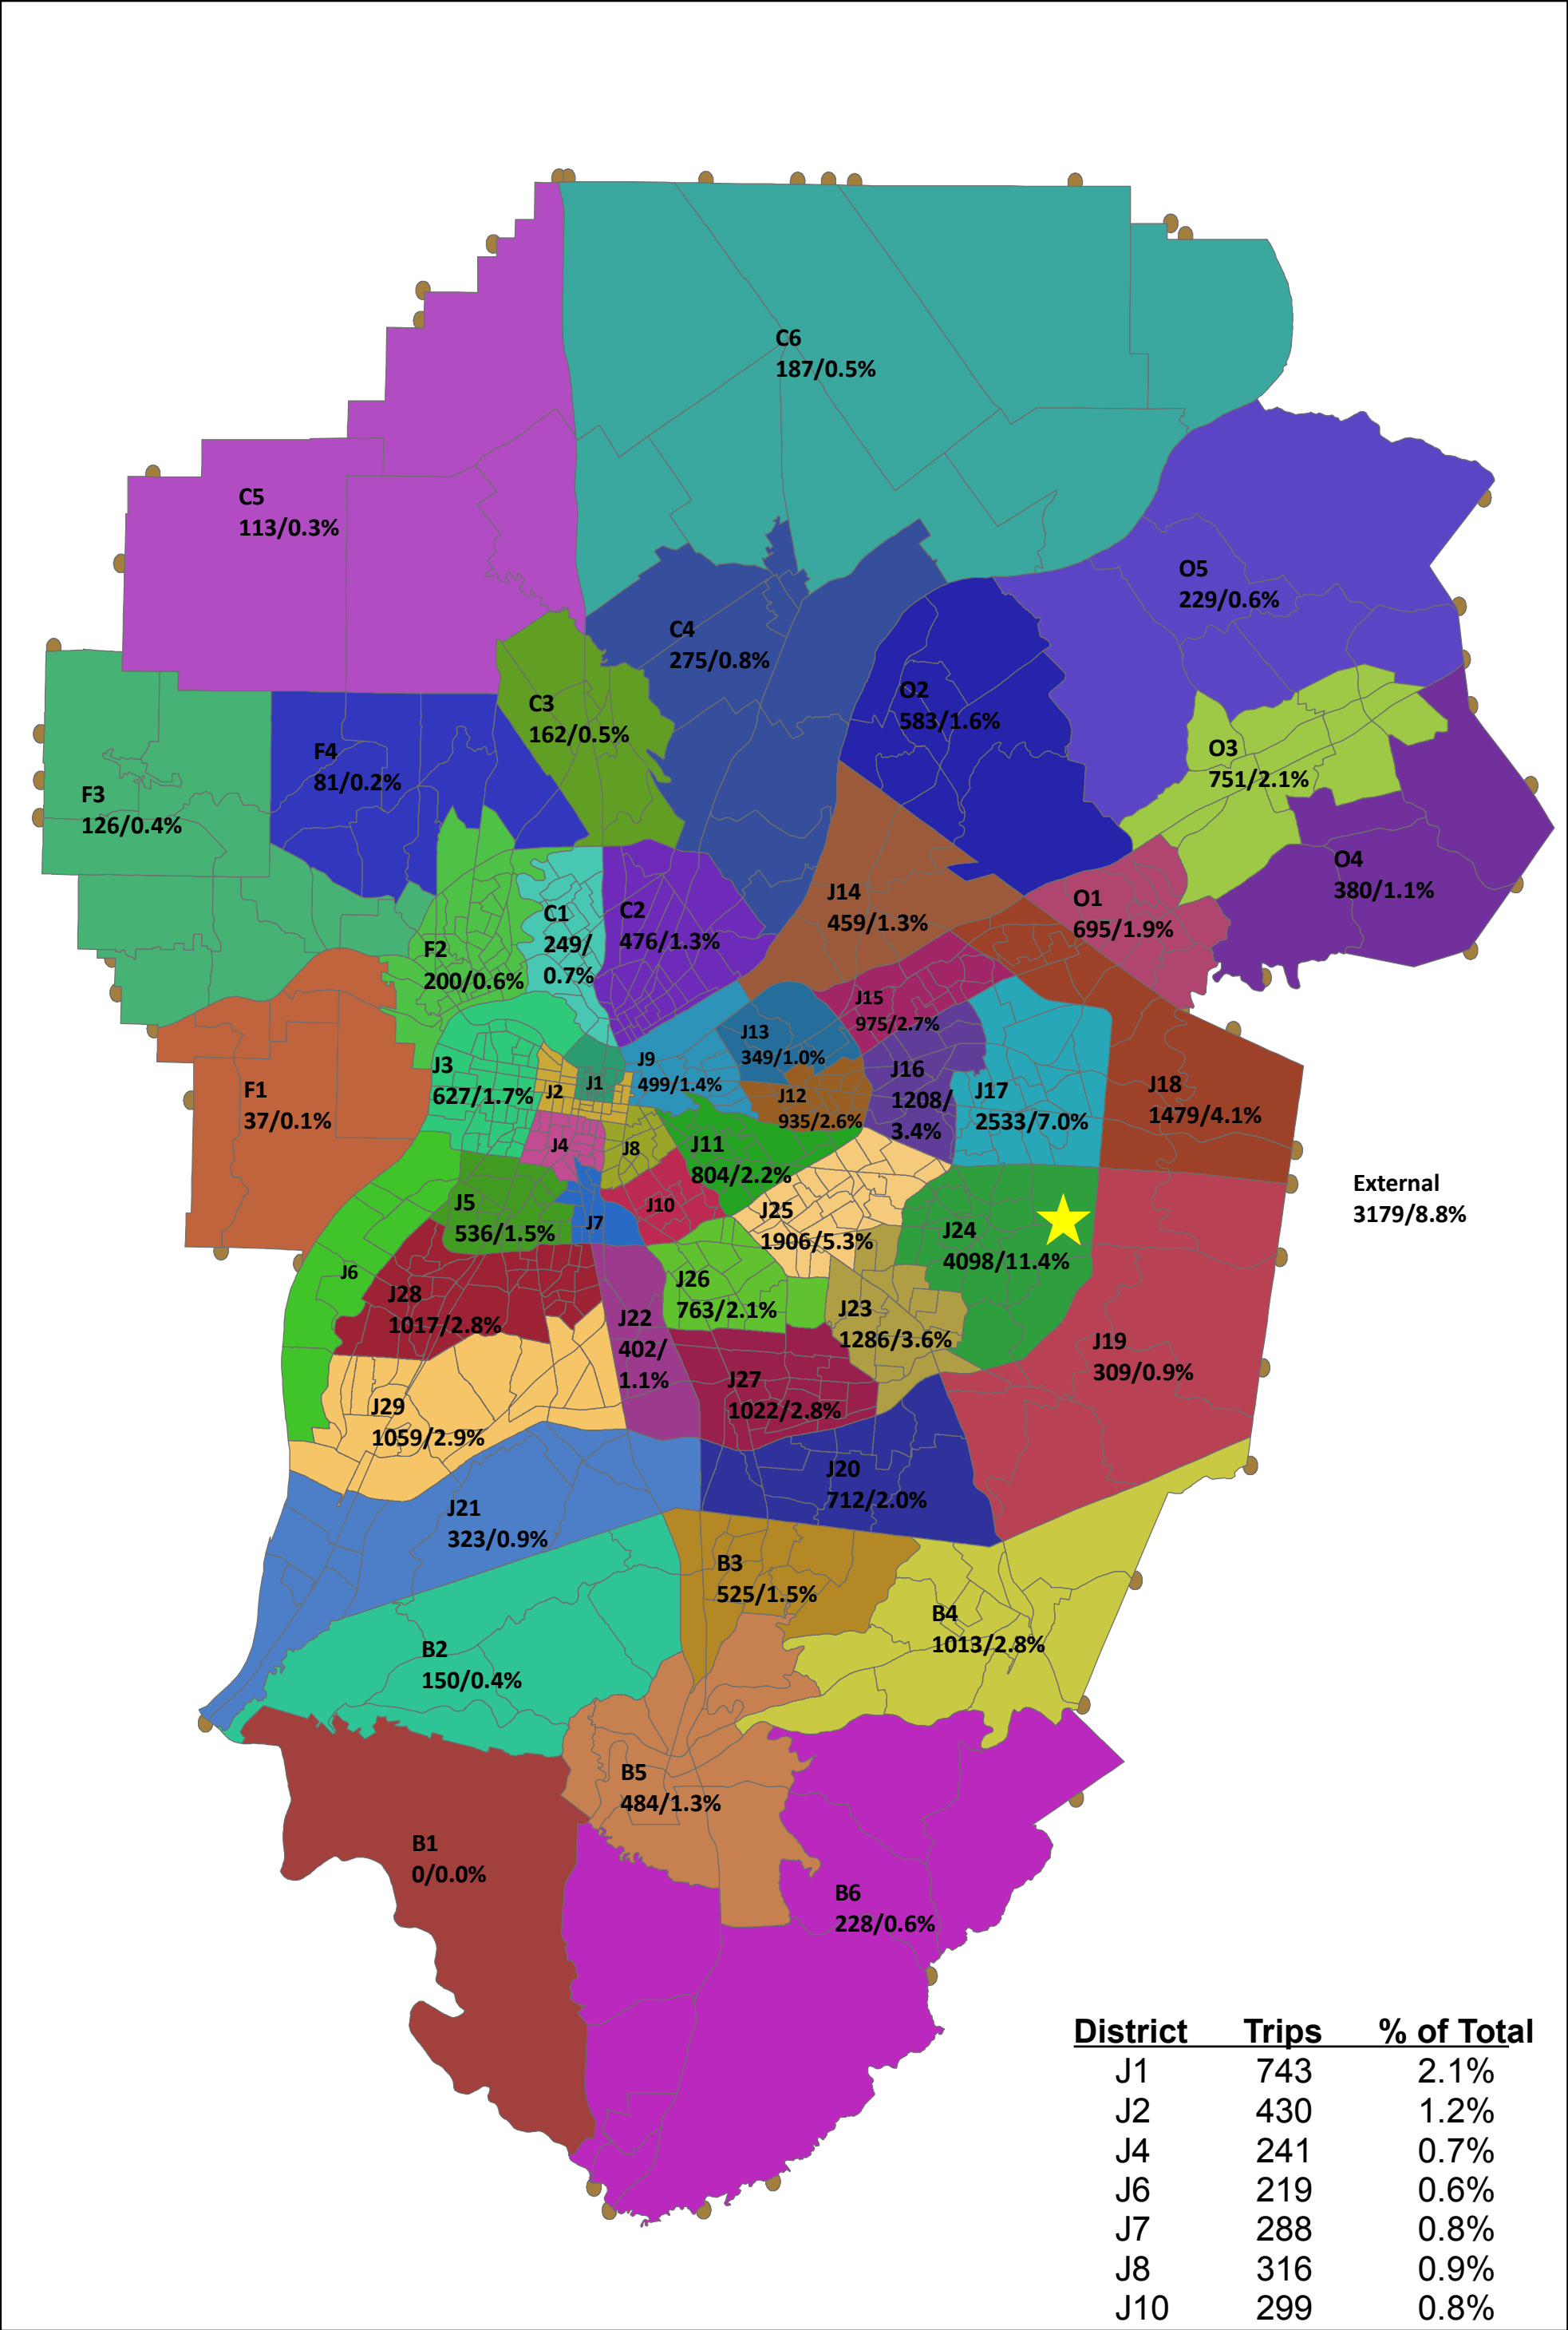 C6
187/0.5%
C5
113/0.3%
O5
229/0.6%
C4
275/0.8%
O2
583/1.6%
C3
162/0.5%
O3
751/2.1%
F4
81/0.2%
F3
126/0.4%
O4
380/1.1%
J14
459/1.3%
O1
695/1.9%
C1
249/
0.7%
C2
476/1.3%
F2
200/0.6%
J15
975/2.7%
J13
349/1.0%
J9
499/1.4%
J3
627/1.7%
J16
1208/
3.4%
J1
J2
J17
2533/7.0%
J18
1479/4.1%
F1
37/0.1%
J12
935/2.6%
J4
J8
J11
804/2.2%
External
3179/8.8%
J5
536/1.5%
J10
J7
J25
1906/5.3%
J24
4098/11.4%
J6
J28
1017/2.8%
J26
763/2.1%
J22
402/
1.1%
J23
1286/3.6%
J19
309/0.9%
J27
1022/2.8%
J29
1059/2.9%
J20
712/2.0%
J21
323/0.9%
B3
525/1.5%
B4
1013/2.8%
B2
150/0.4%
B5
484/1.3%
B1
0/0.0%
B6
228/0.6%
District Trips % of Total
J1 743 2.1%
J2 430 1.2%
J4 241 0.7%
J6 219 0.6%
J7 288 0.8%
J8 316 0.9%
J10 299 0.8%